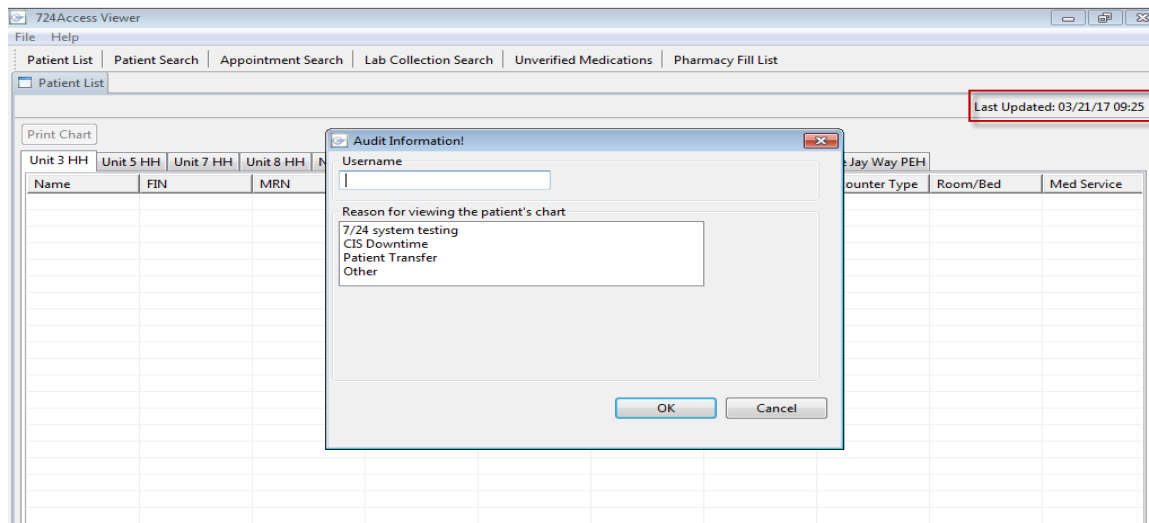 724Access Viewer
File Help
Patient List Patient Search Appointment Search Lab Collection Search Unverified Medications Pharmacy Fill List
Patient List
Last Updated: 03/21/17 09:25
Print Chart
Audit Information!
Unit 3 HH Unit 5 HH Unit 7 HH Unit 8 HH Jay Way PEH
Username
Name FIN MRN Type Room/Bed Med Service
Reason for viewing the patient's chart
7/24 system testing
CIS Downtime
Patient Transfer
Other
OK Cancel